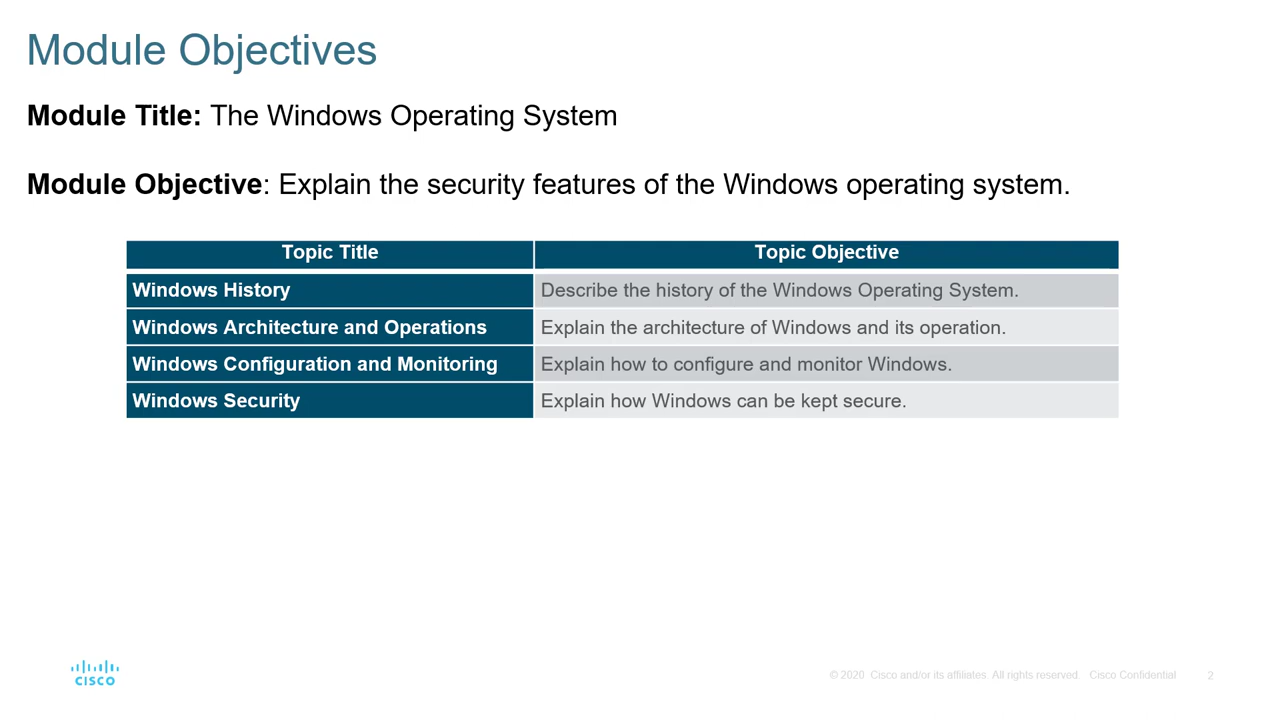 Module Objectives
Module Title: The Windows Operating System
Module Objective: Explain the security features of the Windows operating system.
Topic Title Topic Objective
Windows History Describe the history of the Windows Operating System.
Windows Architecture and Operations Explain the architecture of Windows and its operation.
Windows Configuration and Monitoring Explain how to configure and monitor Windows.
Windows Security Explain how Windows can be kept secure.
CISCO
© 2020 Cisco and/or its affiliates. All rights reserved. Cisco Confidential 2